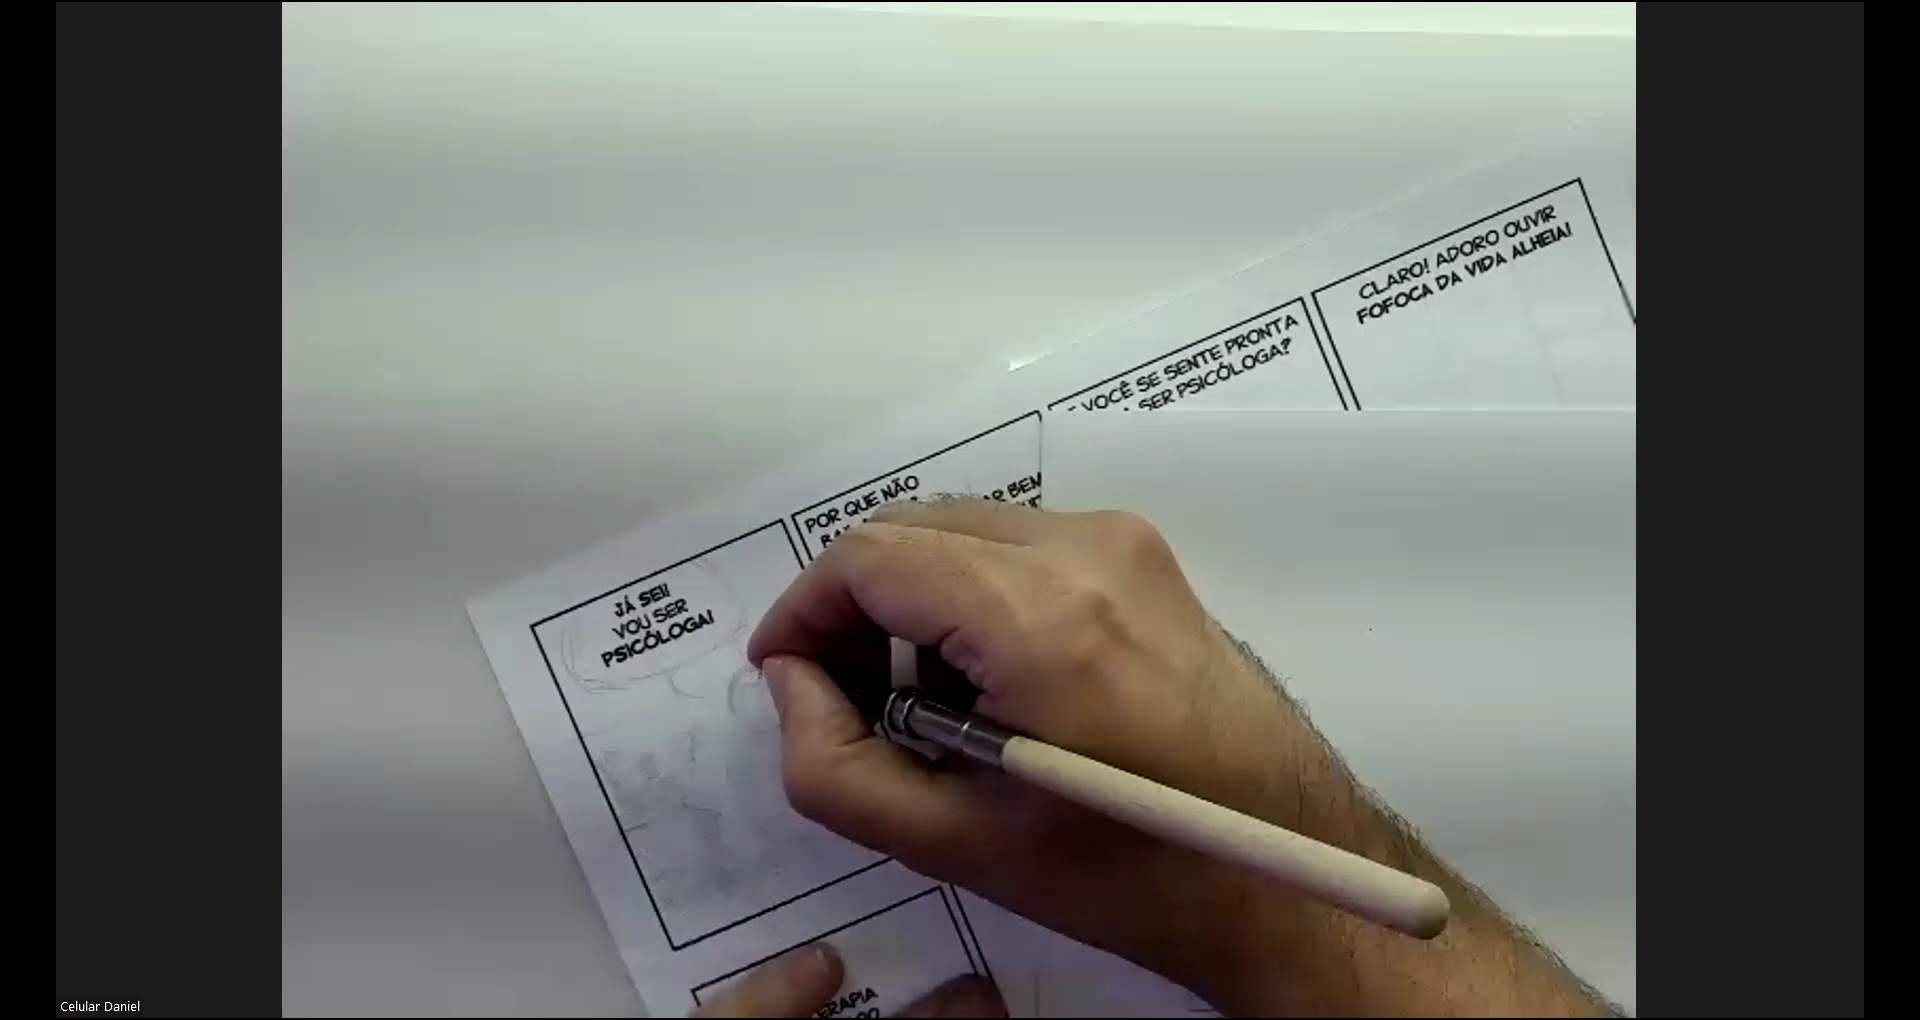 JÁ SEI!
VOU SER
PSICÓLOGA!
POR QUE NÃO
BEM
VOCÊ SE SENTE PRONTA
SER PSICÓLOGA?
CLARO! ADORO OUVIR
FOFOCA DA VIDA ALHEIA!
Celular Daniel